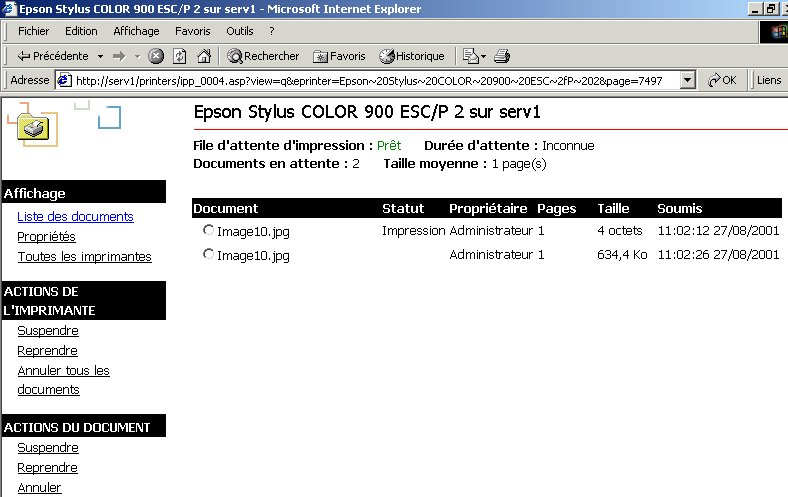 Epson Stylus COLOR 900 ESC/P 2 sur serv1 - Microsoft Internet Explorer
Fichier Edition Affichage Favoris Outils ?
Précédente Rechercher Favoris Historique
Adresse http://serv1/printers/ipp_0004.asp?view=q&eprinter=Epson~20Stylus~20COLOR~20900~20ESC~2fP~202&page=7497 OK Liens
Epson Stylus COLOR 900 ESC/P 2 sur serv1
File d'attente d'impression : Prêt Durée d'attente : Inconnue
Documents en attente : 2 Taille moyenne : 1 page(s)
Affichage
Liste des documents
Propriétés
Toutes les imprimantes
ACTIONS DE
L'IMPRIMANTE
Suspendre
Reprendre
Annuler tous les
documents
ACTIONS DU DOCUMENT
Suspendre
Reprendre
Annuler
Document Statut Propriétaire Pages Taille Soumis
Image10.jpg Impression Administrateur 1 4 octets 11:02:12 27/08/2001
Image10.jpg Administrateur 1 634,4 Ko 11:02:26 27/08/2001